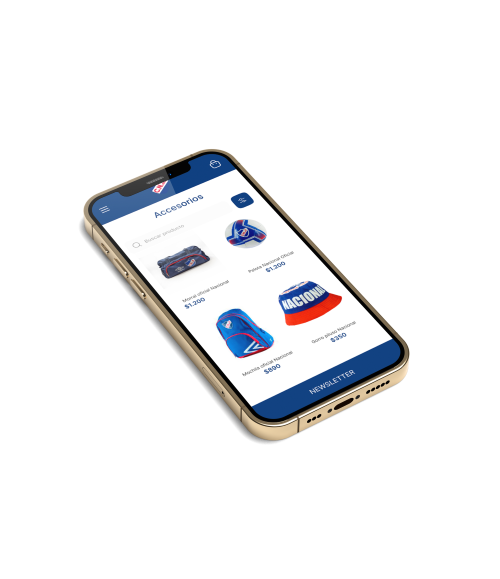 Accesorios
Buscar producto
Morral oficial Nacional
$1.200
Pelota Nacional Oficial
$1.200
NACIONAL
Mochila oficial Nacional
$890
Gorro piluso Nacional
$350
NEWSLETTER